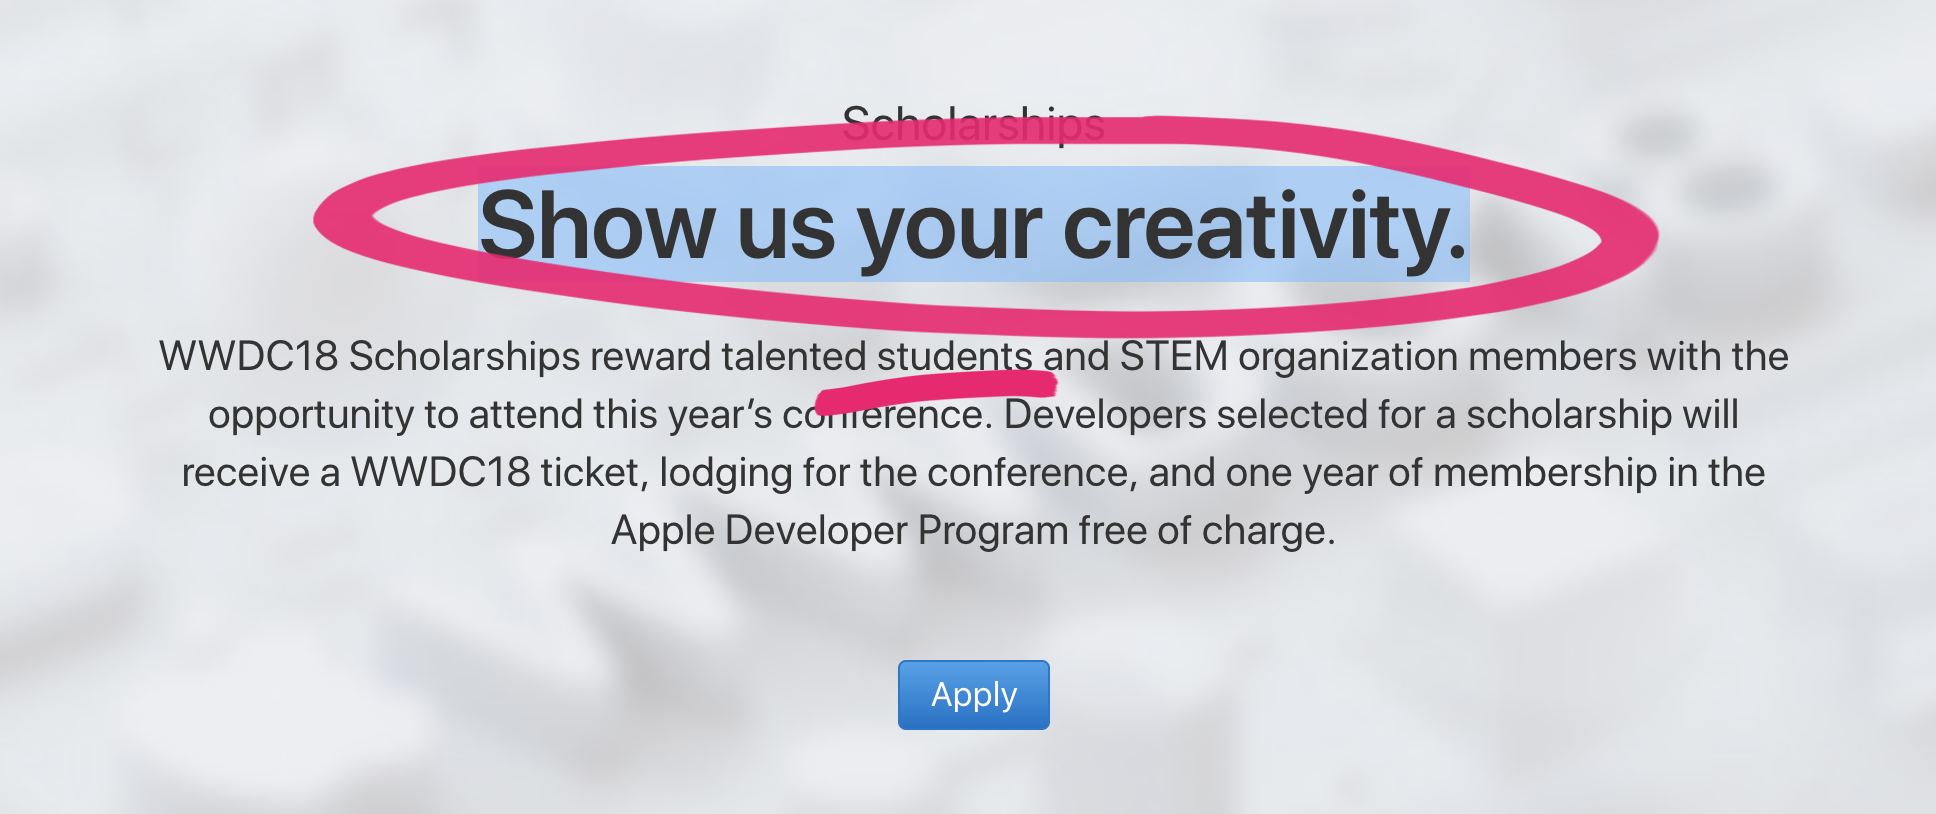 Scholarships
Show us your creativity.
WWDC18 Scholarships reward talented students and STEM organization members with the
opportunity to attend this year’s conference. Developers selected for a scholarship will
receive a WWDC18 ticket, lodging for the conference, and one year of membership in the
Apple Developer Program free of charge.
Apply